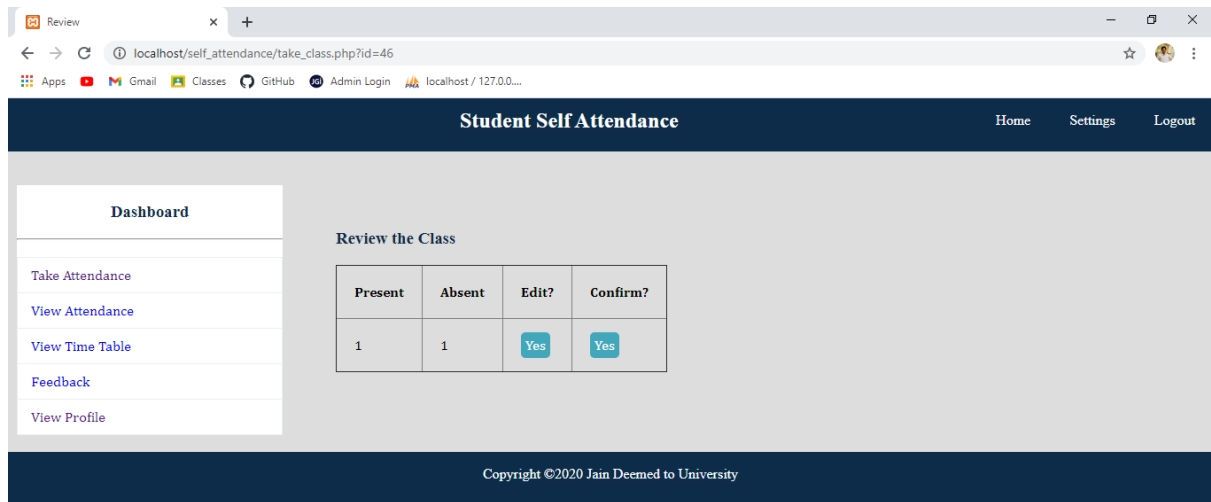 Review
localhost/self_attendance/take_class.php?id=46
Apps M Gmail Classes GitHub JGI Admin Login PMA localhost / 127.0.0....
Student Self Attendance Home Settings Logout
Dashboard
Take Attendance
View Attendance
View Time Table
Feedback
View Profile
Review the Class
Present Absent Edit? Confirm?
1 1 Yes Yes
Copyright ©2020 Jain Deemed to University